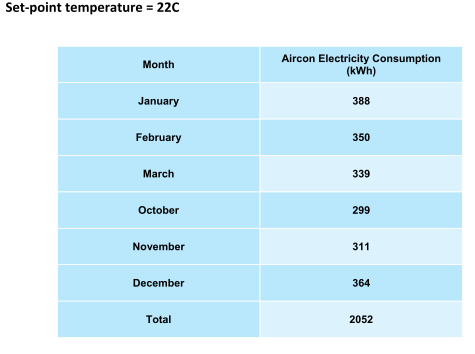 Set-point temperature = 22C
Month
Aircon Electricity Consumption
(kWh)
January 388
February 350
March 339
October 299
November 311
December 364
Total 2052